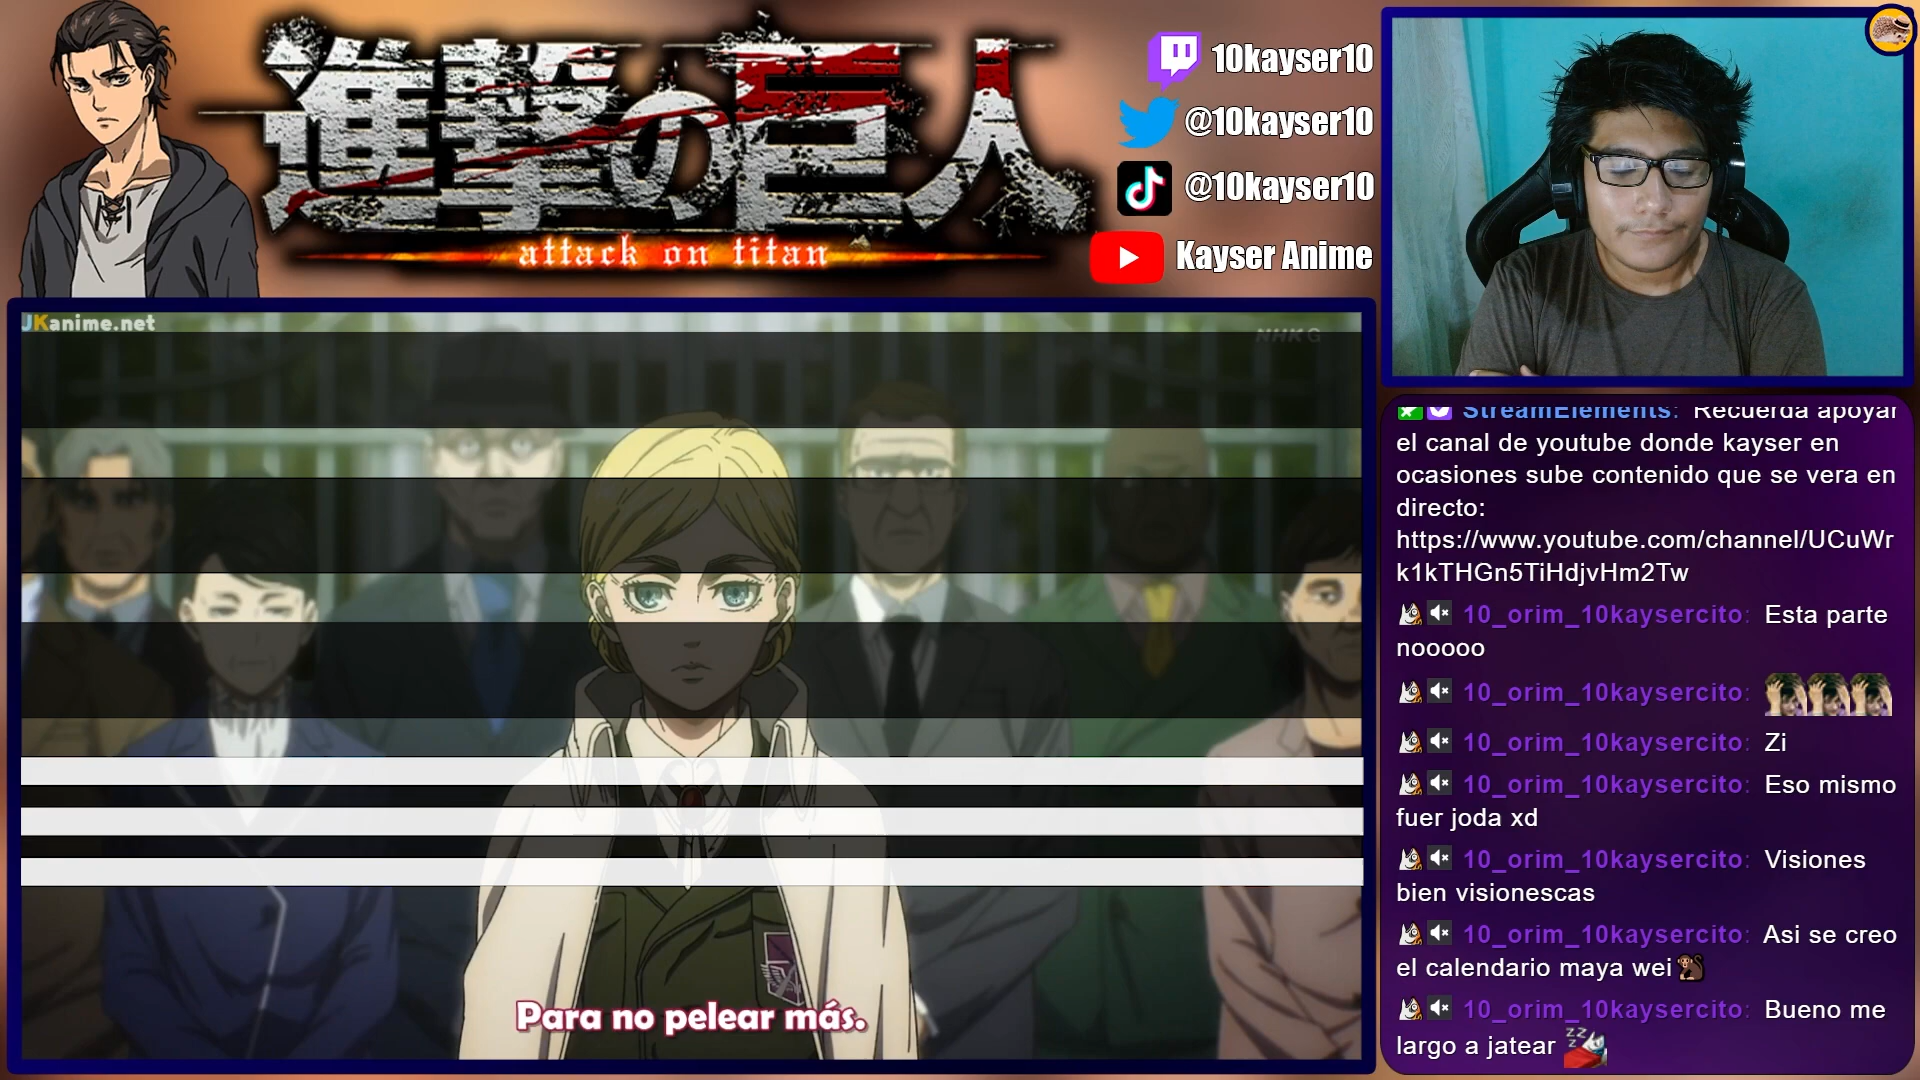 進撃の巨人
attack on titan
10kayser10
@10kayser10
@10kayser10
Kayser Anime
JKanime.net
NHK G
Para no pelear más.
StreamElements: Recuerda apoyar
el canal de youtube donde kayser en
ocasiones sube contenido que se vera en
directo:
https://www.youtube.com/channel/UCuWr
k1kTHGn5TiHdjvHm2Tw
10_orim_10kaysercito: Esta parte
nooooo
10_orim_10kaysercito:
10_orim_10kaysercito: Zi
10_orim_10kaysercito: Eso mismo
fuer joda xd
10_orim_10kaysercito: Visiones
bien visionescas
10_orim_10kaysercito: Asi se creo
el calendario maya wei
10_orim_10kaysercito: Bueno me
largo a jatear